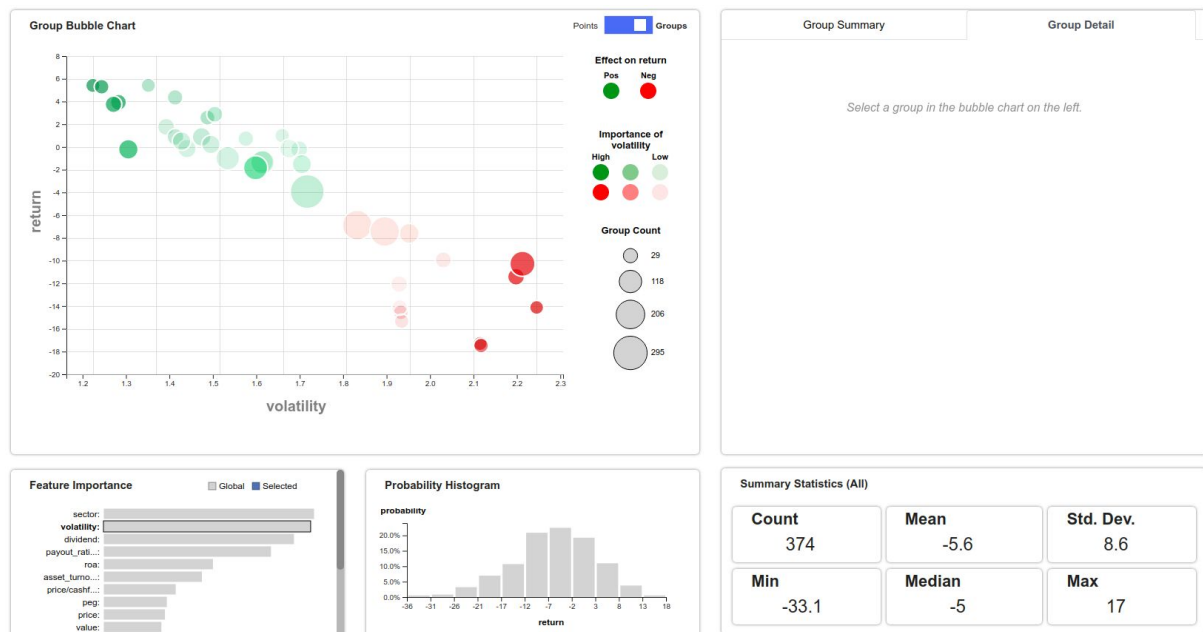 Group Bubble Chart
Points Groups
8
6
4
2
0
-2
-4
-6
-8
-10
-12
-14
-16
-18
-20
return
1.2 1.3 1.4 1.5 1.6 1.7 1.8 1.9 2.0 2.1 2.2 2.3
volatility
Effect on return
Pos Neg
Importance of
volatility
High Low
Group Count
29
118
206
295
Group Summary Group Detail
Select a group in the bubble chart on the left.
Feature Importance
Global Selected
sector:
volatility:
dividend:
payout_rati...:
roa:
asset_turno...:
price/cashf...:
peg:
price:
value:
Probability Histogram
probability
20.0%
15.0%
10.0%
5.0%
0.0%
-36 -31 -26 -21 -17 -12 -7 -2 3 8 13 18
return
Summary Statistics (All)
Count Mean Std. Dev.
374 -5.6 8.6
Min Median Max
-33.1 -5 17